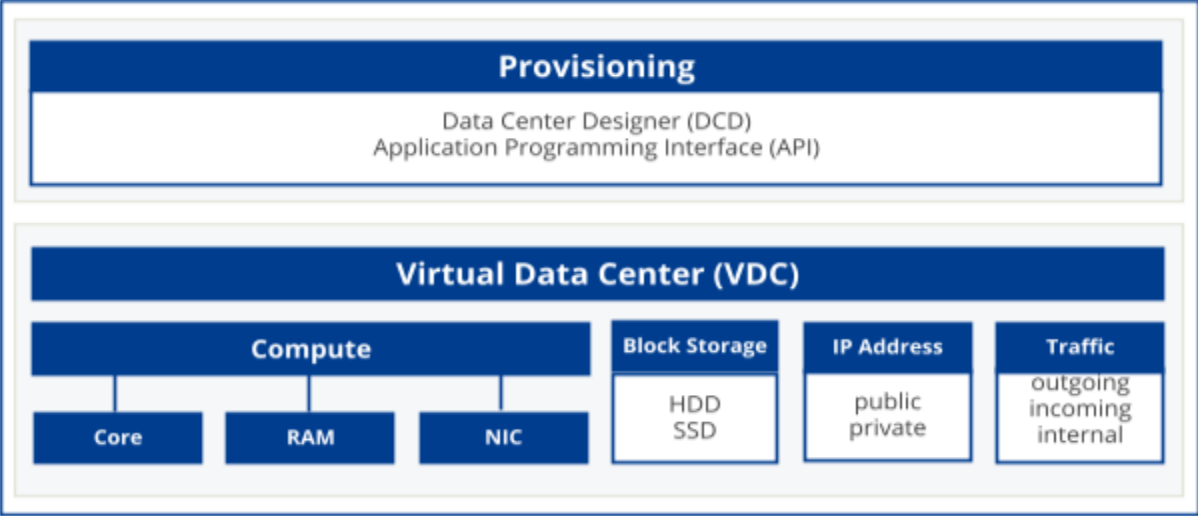 Provisioning
Data Center Designer (DCD)
Application Programming Interface (API)
Virtual Data Center (VDC)
Compute
Core
RAM
NIC
Block Storage
HDD
SSD
IP Address
public
private
Traffic
outgoing
incoming
internal